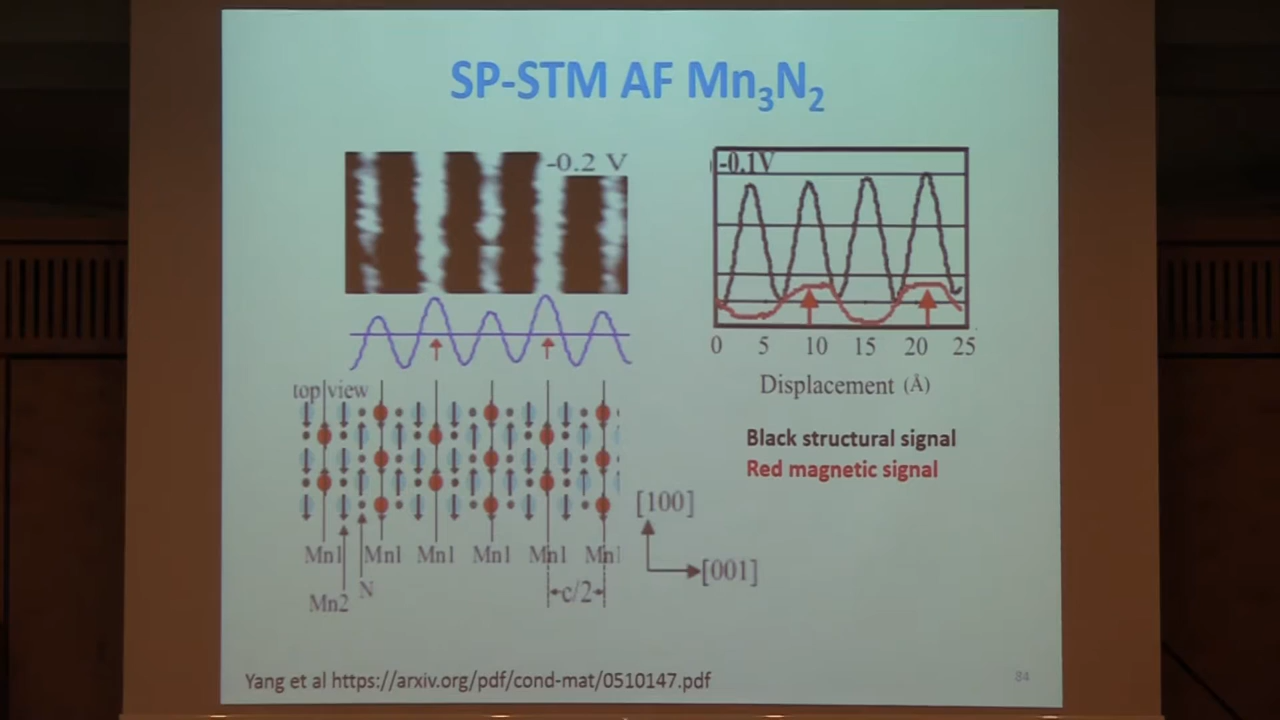 SP-STM AF Mn₃N₂
-0.2 V
-0.1V
0 5 10 15 20 25
Displacement (Å)
top view
Black structural signal
Red magnetic signal
[100]
[001]
Mn1 Mn1 Mn1 Mn1 Mn1 Mn1
Mn2
N
c/2
Yang et al https://arxiv.org/pdf/cond-mat/0510147.pdf
84